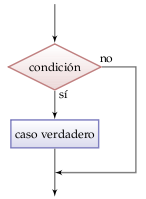 condición
no
sí
caso verdadero